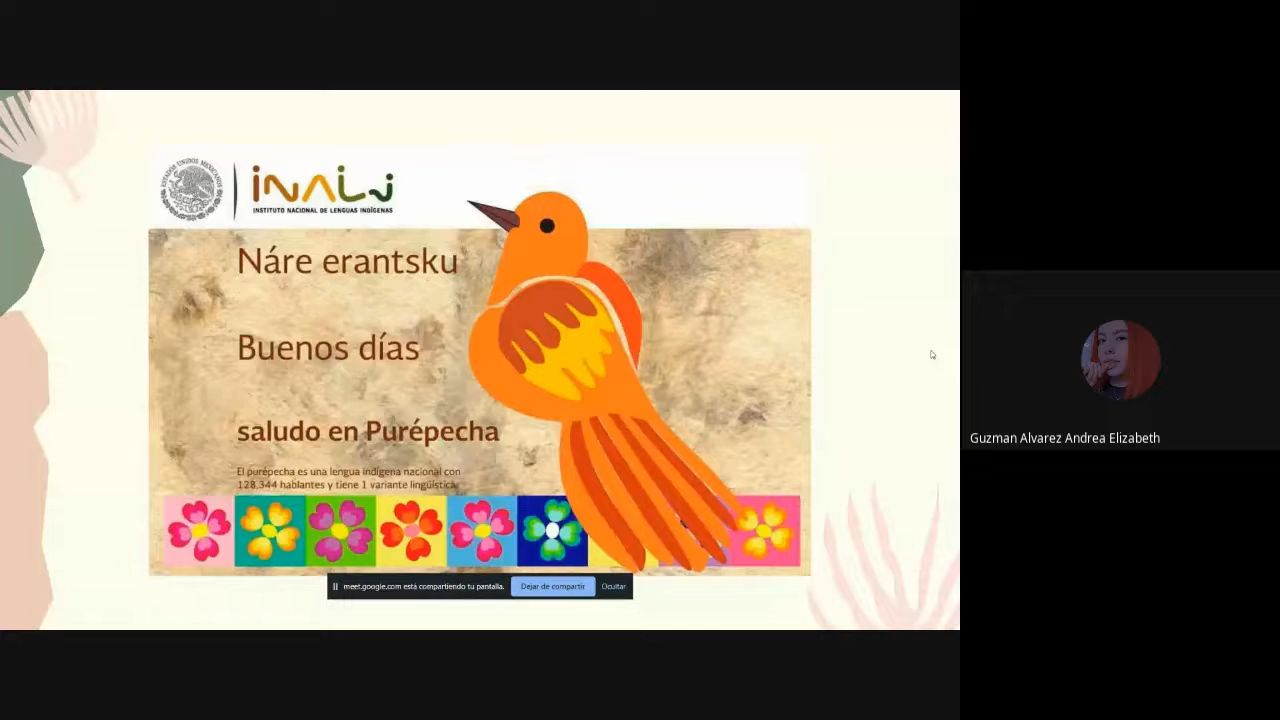 ESTADOS UNIDOS MEXICANOS
iNALi
INSTITUTO NACIONAL DE LENGUAS INDÍGENAS
Náre erantsku
Buenos días
saludo en Purépecha
El purépecha es una lengua indígena nacional con
128,344 hablantes y tiene 1 variante lingüística.
meet.google.com está compartiendo tu pantalla.
Dejar de compartir
Ocultar
Guzman Alvarez Andrea Elizabeth